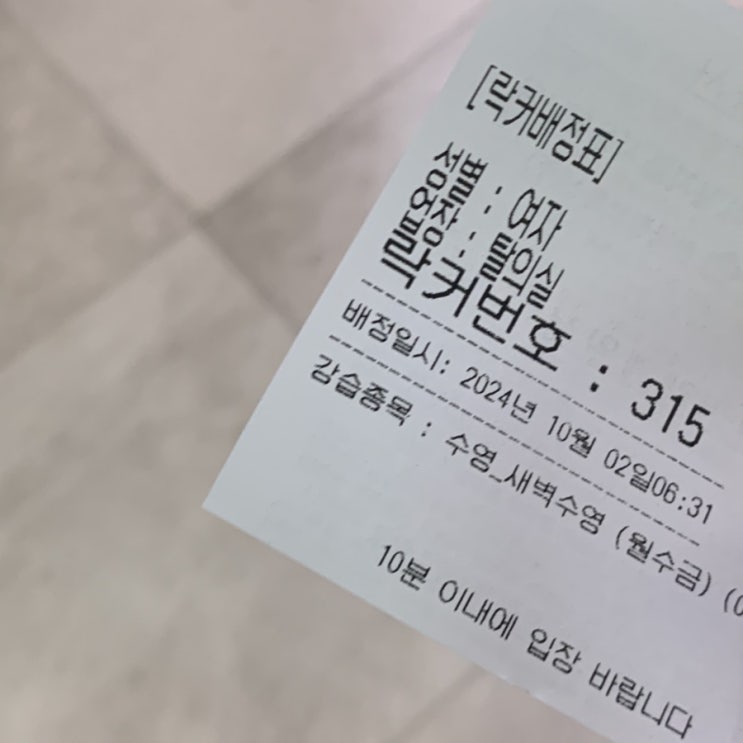 [락커배정표]
성별 : 여자
입장 : 탈의실
락커번호 : 315
배정일시: 2024년 10월 02일06:31
강습종목 : 수영_새벽수영 (월수금) (0
10분 이내에 입장 바랍니다